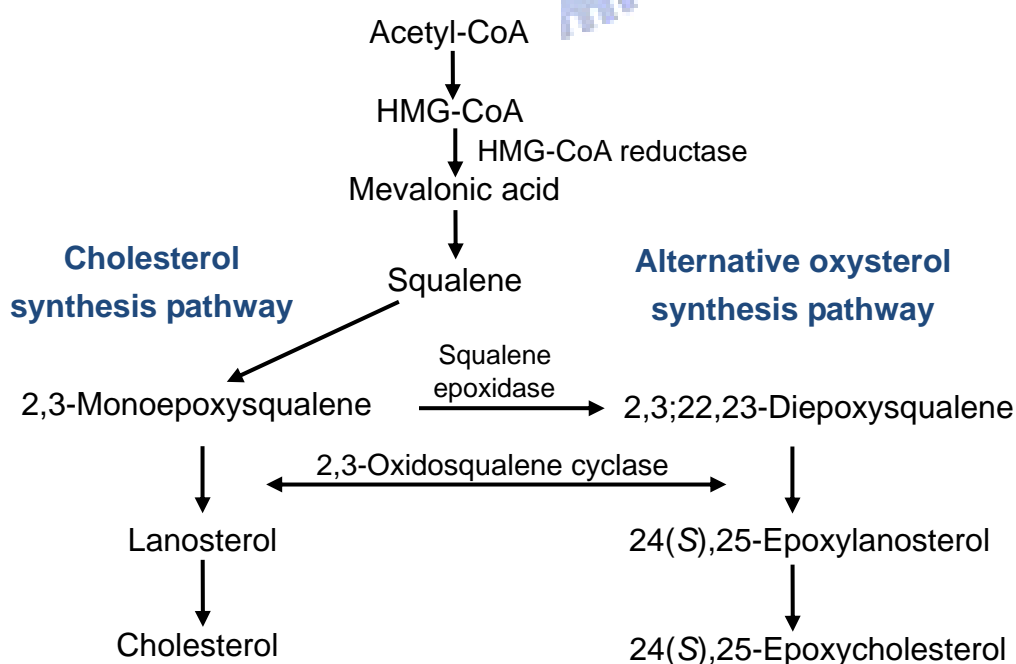 Acetyl-CoA
HMG-CoA
HMG-CoA reductase
Mevalonic acid
Cholesterol
synthesis pathway
Squalene
Alternative oxysterol
synthesis pathway
Squalene
epoxidase
2,3-Monoepoxysqualene
2,3;22,23-Diepoxysqualene
2,3-Oxidosqualene cyclase
Lanosterol
24(S),25-Epoxylanosterol
Cholesterol
24(S),25-Epoxycholesterol